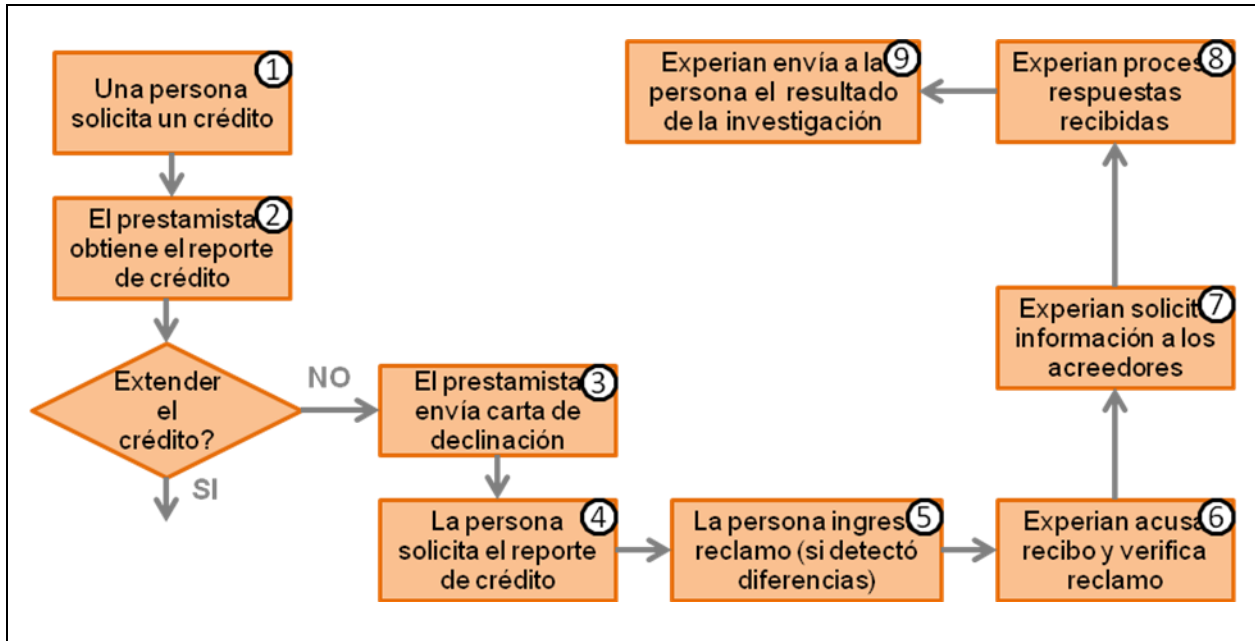 1
Una persona
solicita un crédito
2
El prestamista
obtiene el reporte
de crédito
Extender
el
crédito?
NO
SI
3
El prestamista
envía carta de
declinación
4
La persona
solicita el reporte
de crédito
5
La persona ingresa
reclamo (si detectó
diferencias)
6
Experian acusa
recibo y verifica
reclamo
7
Experian solicita
información a los
acreedores
8
Experian procesa
respuestas
recibidas
9
Experian envía a la
persona el resultado
de la investigación